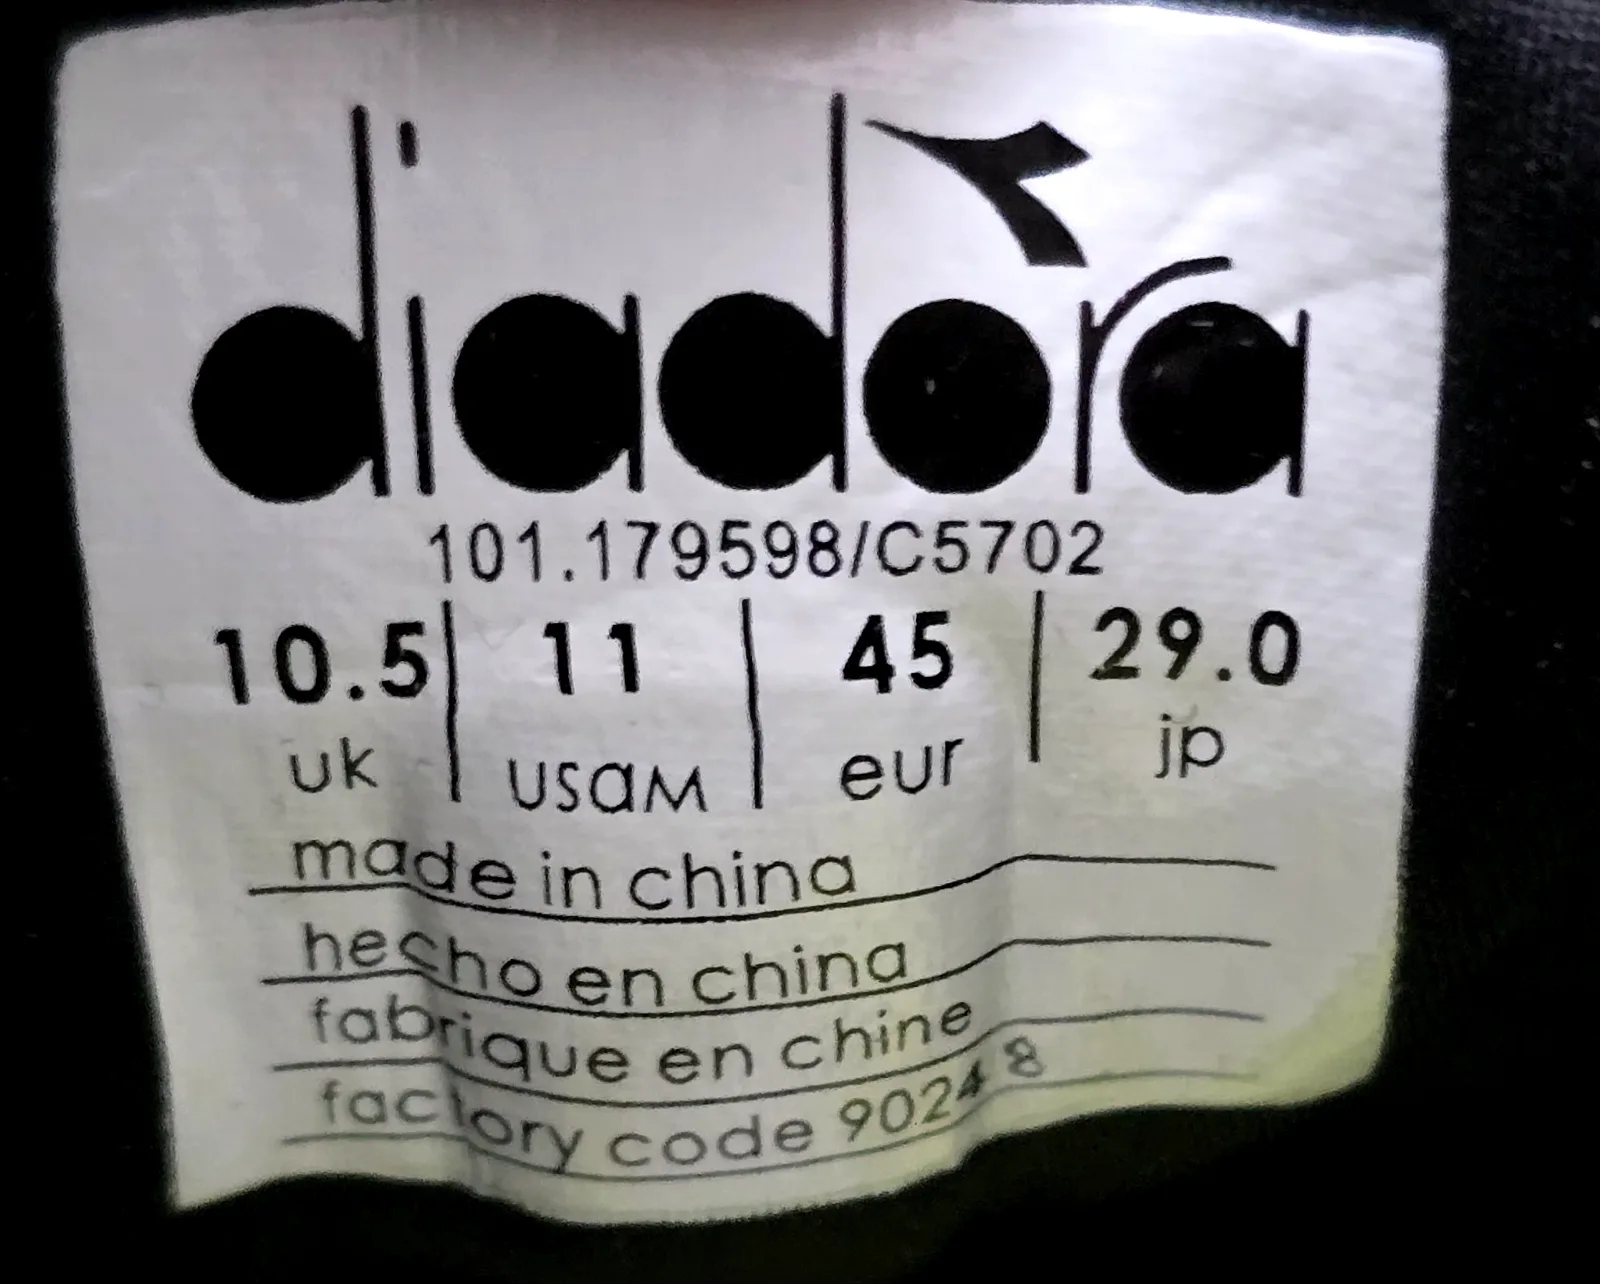 diadora
101.179598/C5702
10.5 11 45 29.0
uk usam eur jp
made in china
hecho en china
fabrique en chine
factory code 90248